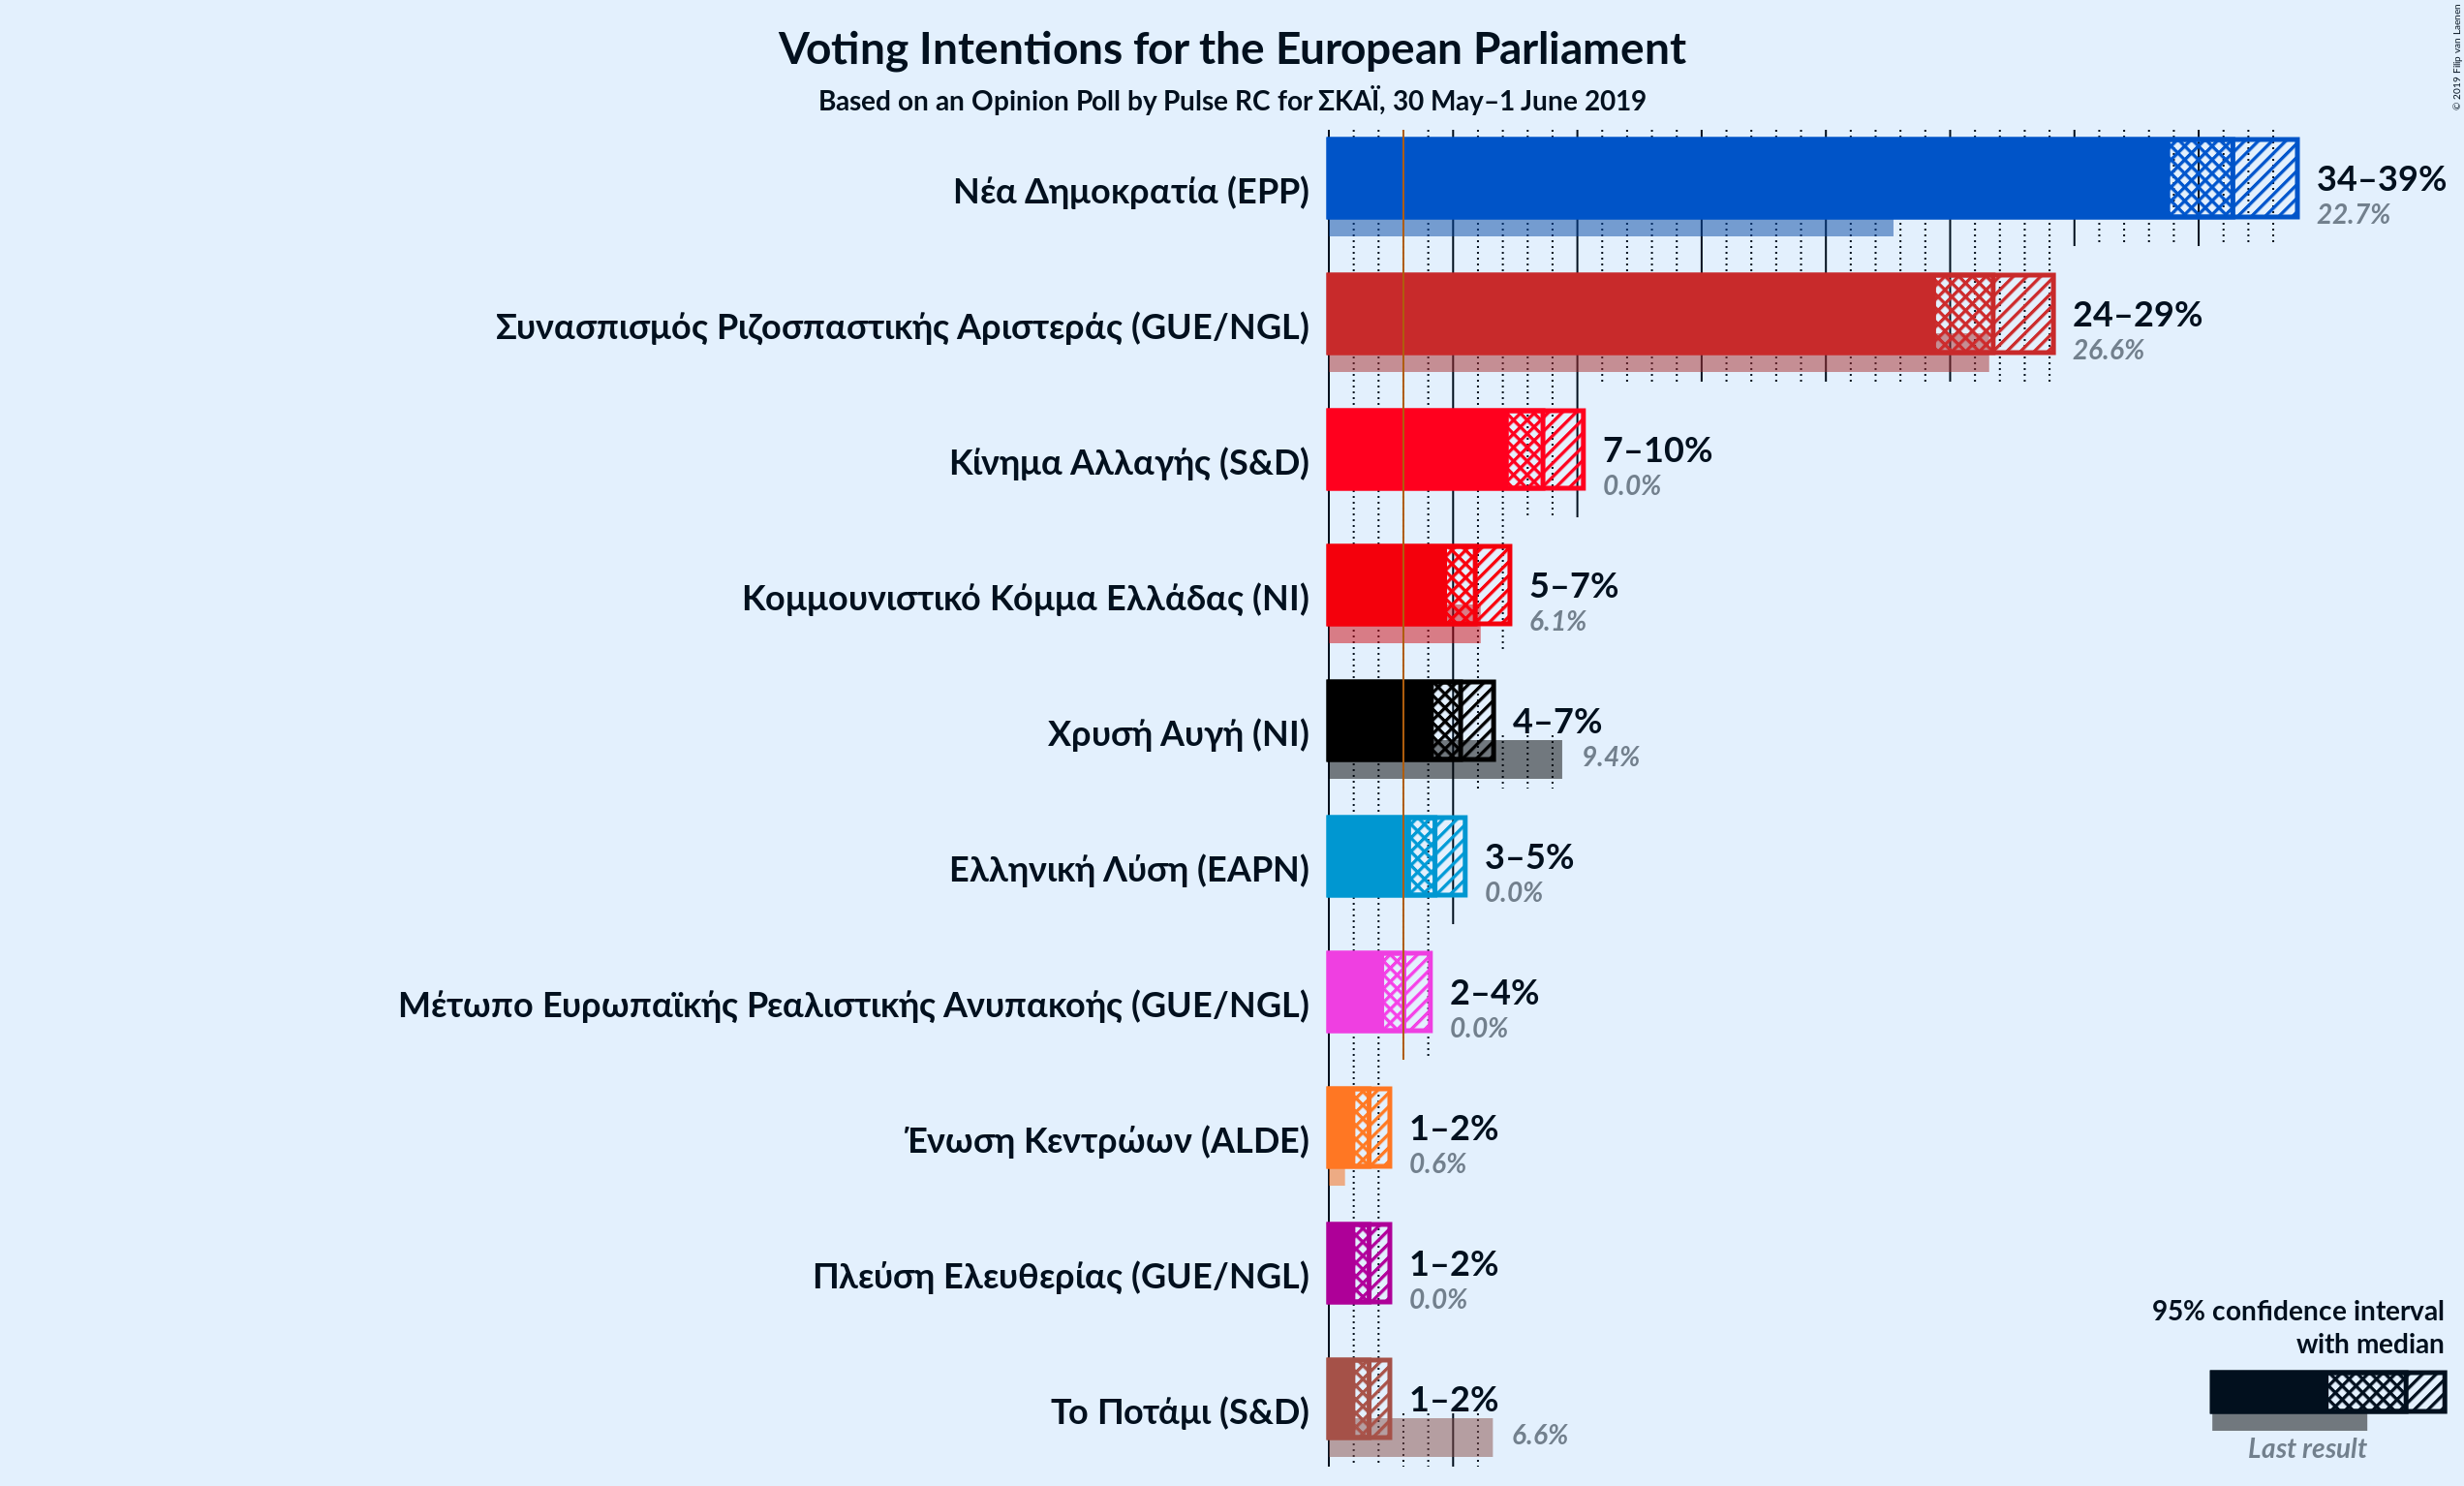 Voting Intentions for the European Parliament
Based on an Opinion Poll by Pulse RC for ΣΚΑΪ, 30 May–1 June 2019
© 2019 Filip van Laenen
Νέα Δημοκρατία (EPP)
34–39%
22.7%
Συνασπισμός Ριζοσπαστικής Αριστεράς (GUE/NGL)
24–29%
26.6%
Κίνημα Αλλαγής (S&D)
7–10%
0.0%
Κομμουνιστικό Κόμμα Ελλάδας (NI)
5–7%
6.1%
Χρυσή Αυγή (NI)
4–7%
9.4%
Ελληνική Λύση (EAPN)
3–5%
0.0%
Μέτωπο Ευρωπαϊκής Ρεαλιστικής Ανυπακοής (GUE/NGL)
2–4%
0.0%
Ένωση Κεντρώων (ALDE)
1–2%
0.6%
Πλεύση Ελευθερίας (GUE/NGL)
1–2%
0.0%
Το Ποτάμι (S&D)
1–2%
6.6%
95% confidence interval
with median
Last result